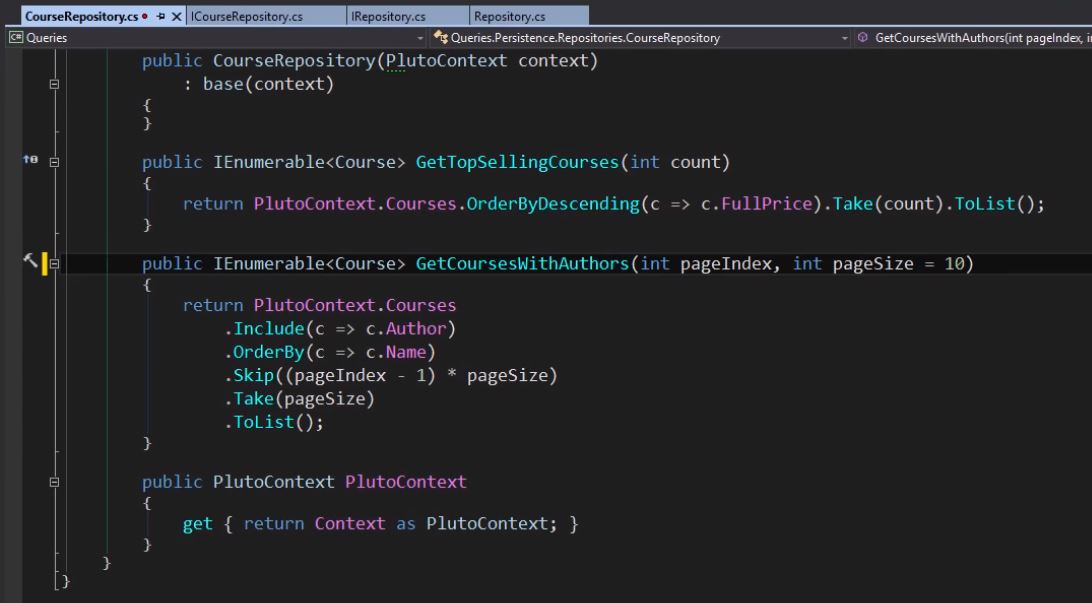 CourseRepository.cs
ICourseRepository.cs
IRepository.cs
Repository.cs
C# Queries
Queries.Persistence.Repositories.CourseRepository
GetCoursesWithAuthors(int pageIndex, in
public CourseRepository(PlutoContext context)
: base(context)
{
}
public IEnumerable<Course> GetTopSellingCourses(int count)
{
return PlutoContext.Courses.OrderByDescending(c => c.FullPrice).Take(count).ToList();
}
public IEnumerable<Course> GetCoursesWithAuthors(int pageIndex, int pageSize = 10)
{
return PlutoContext.Courses
.Include(c => c.Author)
.OrderBy(c => c.Name)
.Skip((pageIndex - 1) * pageSize)
.Take(pageSize)
.ToList();
}
public PlutoContext PlutoContext
{
get { return Context as PlutoContext; }
}
}
}